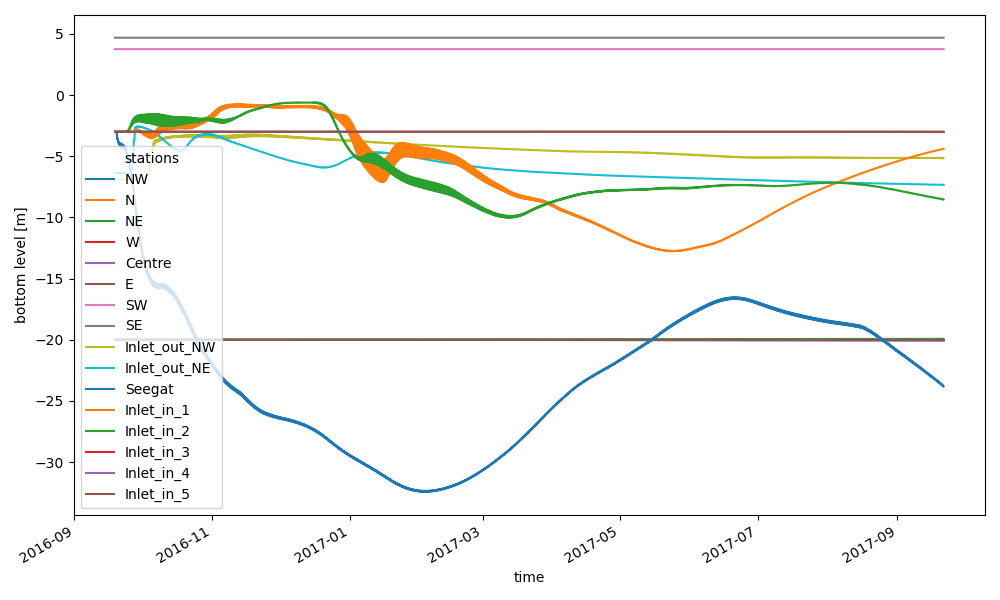 5
0
−5
−10
−15
−20
−25
−30
bottom level [m]
stations
NW
N
NE
W
Centre
E
SW
SE
Inlet_out_NW
Inlet_out_NE
Seegat
Inlet_in_1
Inlet_in_2
Inlet_in_3
Inlet_in_4
Inlet_in_5
2016-09
2016-11
2017-01
2017-03
2017-05
2017-07
2017-09
time